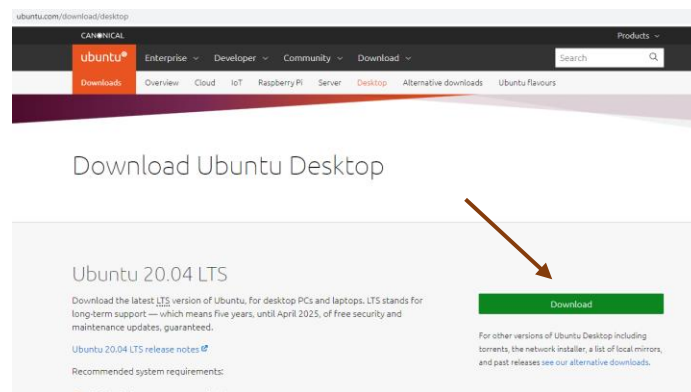 ubuntu.com/download/desktop
CANONICAL
Products
ubuntu® Enterprise Developer Community Download Search
Downloads Overview Cloud IoT Raspberry Pi Server Desktop Alternative downloads Ubuntu flavours
Download Ubuntu Desktop
Ubuntu 20.04 LTS
Download the latest LTS version of Ubuntu, for desktop PCs and laptops. LTS stands for
long-term support — which means five years, until April 2025, of free security and
maintenance updates, guaranteed.
Ubuntu 20.04 LTS release notes
Recommended system requirements:
Download
For other versions of Ubuntu Desktop including
torrents, the network installer, a list of local mirrors,
and past releases see our alternative downloads.